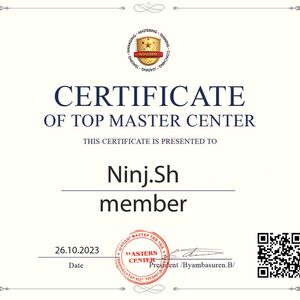 CERTIFICATE
OF TOP MASTER CENTER
THIS CERTIFICATE IS PRESENTED TO
Ninj.Sh
member
26.10.2023
Date
MASTERS
CENTER
President /Byambasuren.B/